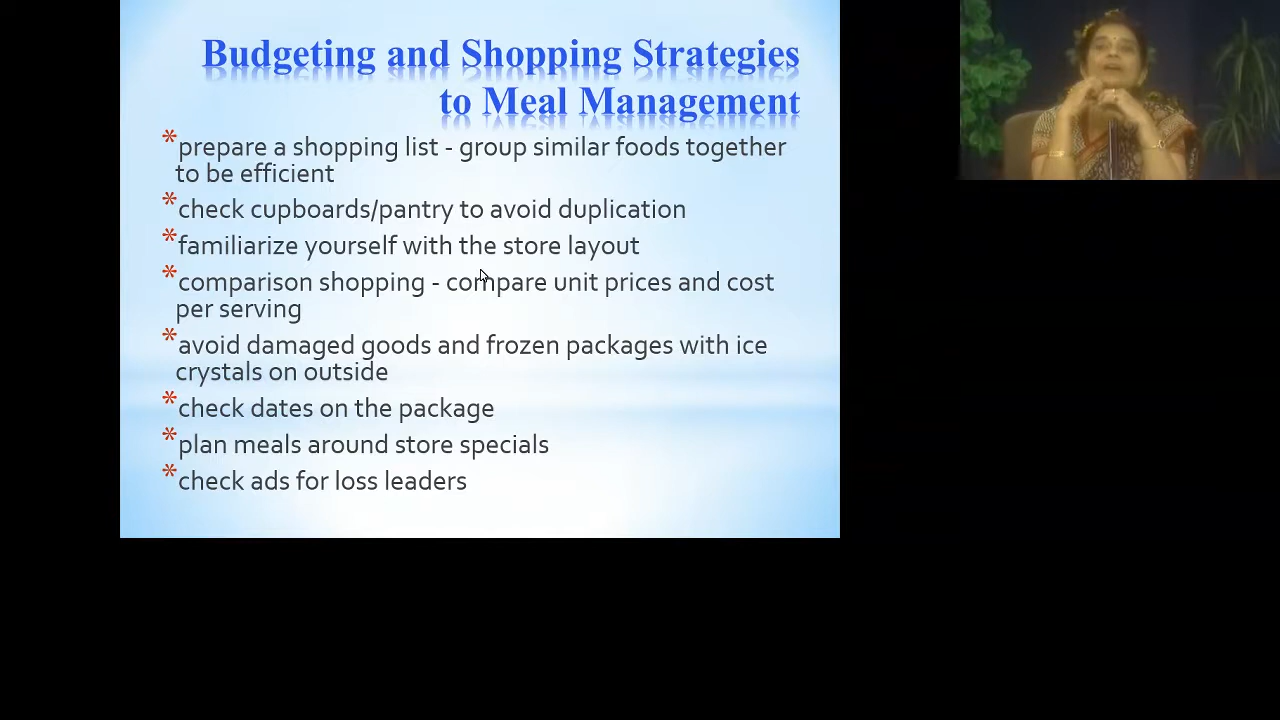 Budgeting and Shopping Strategies
to Meal Management
*prepare a shopping list - group similar foods together
to be efficient
*check cupboards/pantry to avoid duplication
*familiarize yourself with the store layout
*comparison shopping - compare unit prices and cost
per serving
*avoid damaged goods and frozen packages with ice
crystals on outside
*check dates on the package
*plan meals around store specials
*check ads for loss leaders